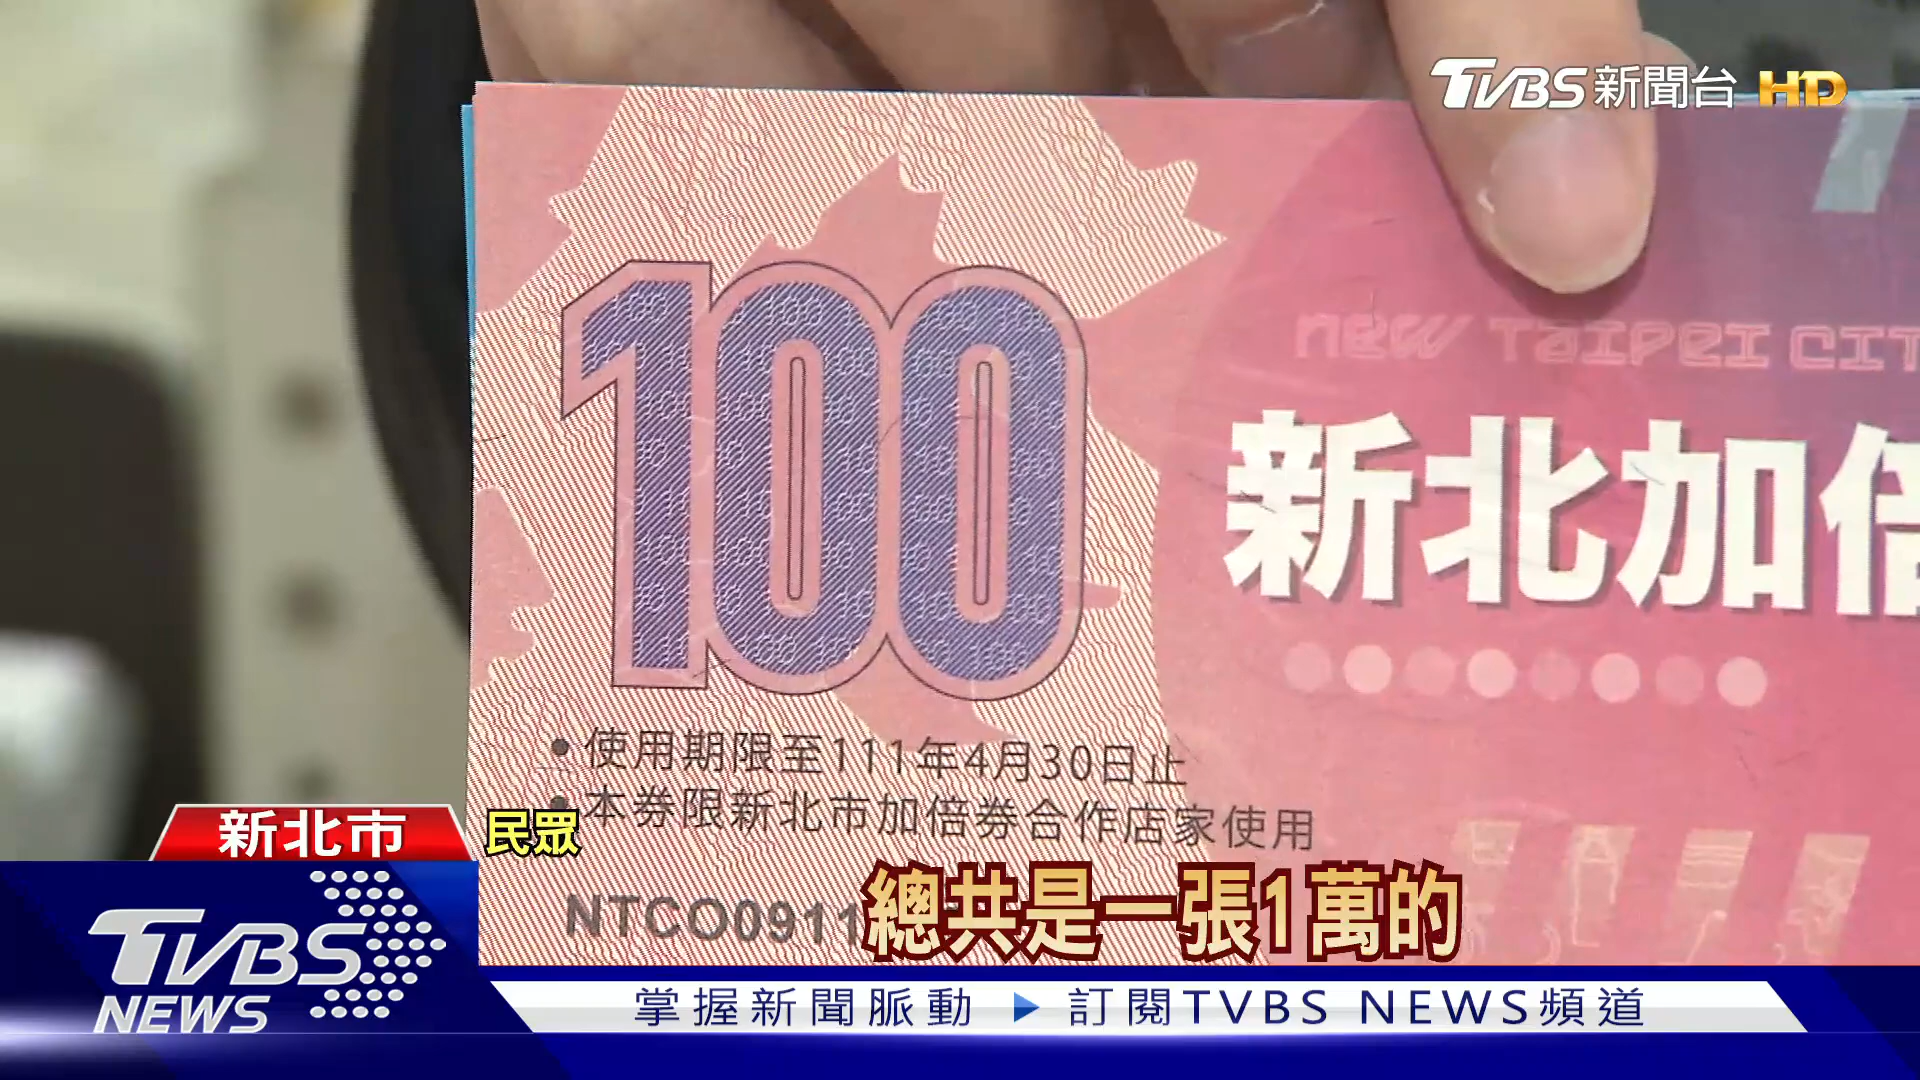 TVBS新聞台 HD
100
NEW TAIPEI CIT
新北加倍
•使用期限至111年4月30日止
•本券限新北市加倍券合作店家使用
NTCO0911
新北市
民眾
總共是一張1萬的
TVBS
NEWS
掌握新聞脈動 ▶ 訂閱TVBS NEWS頻道